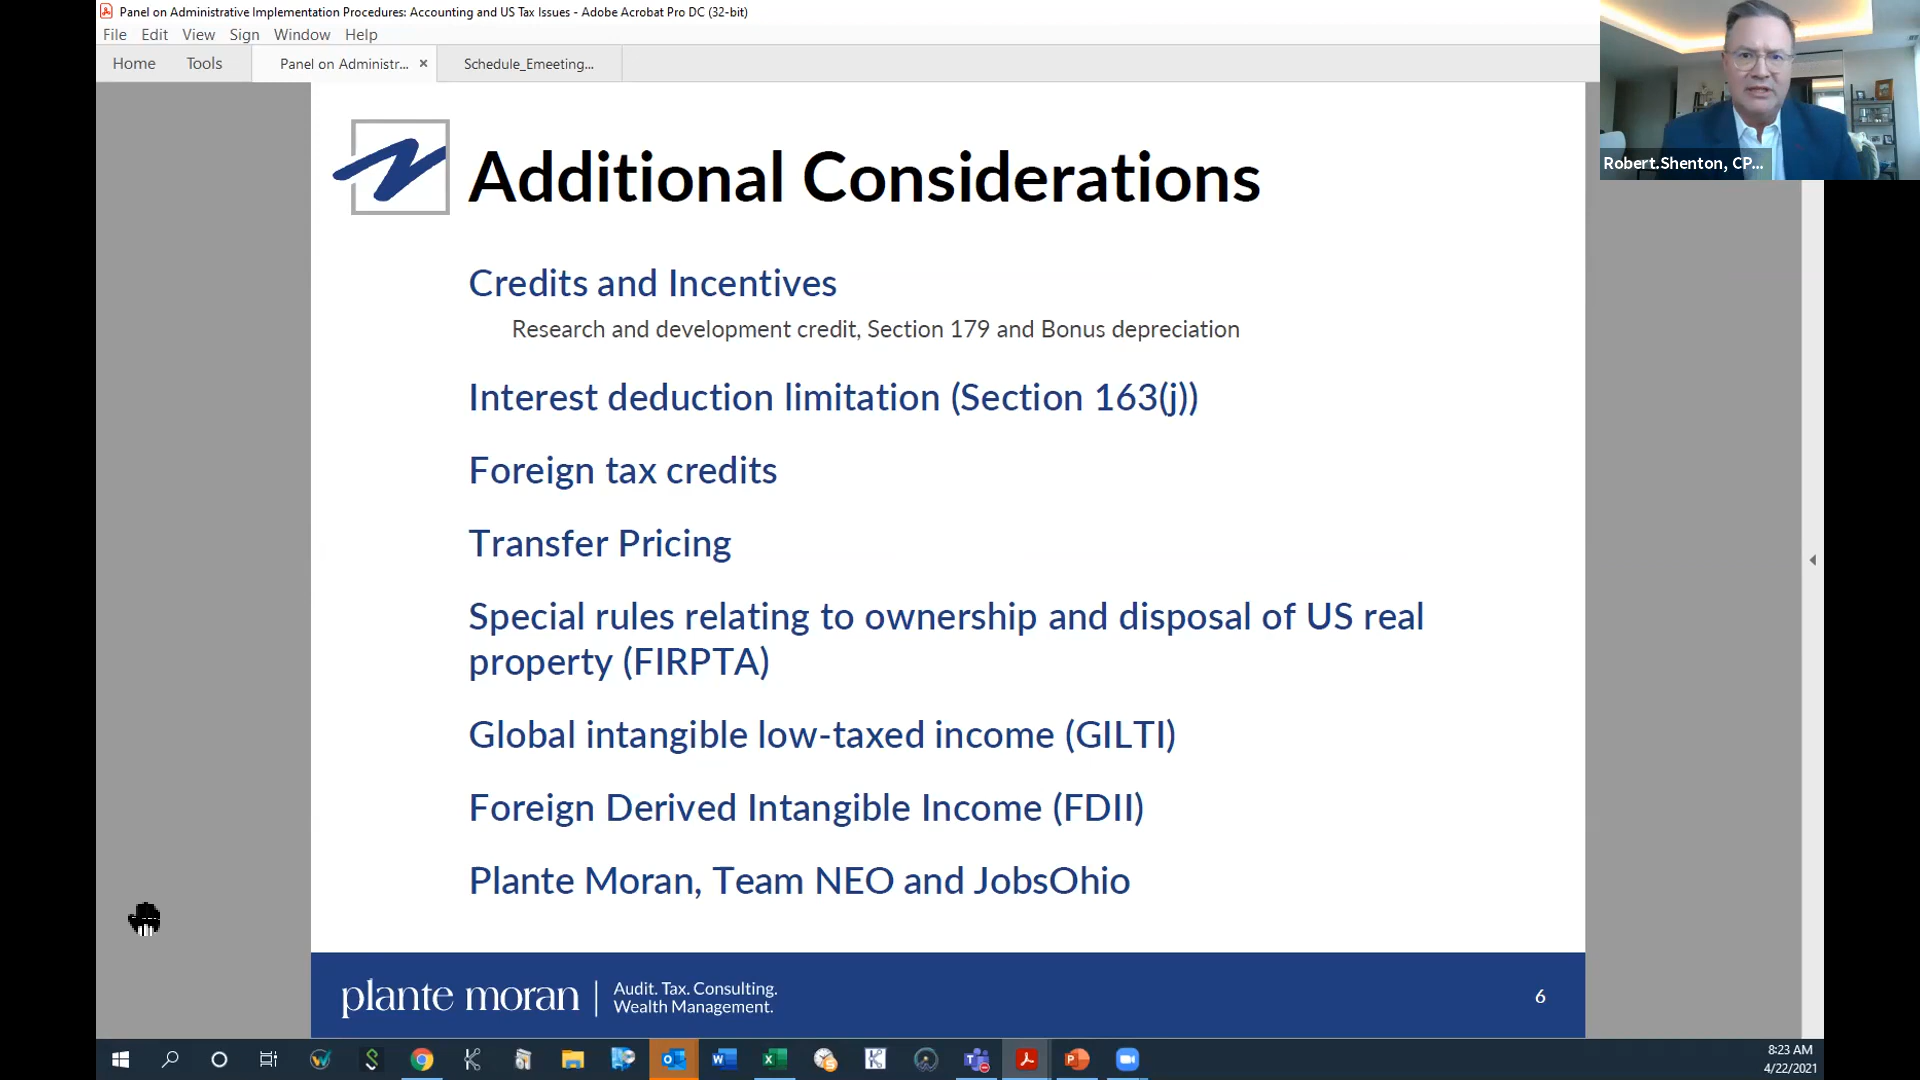 Panel on Administrative Implementation Procedures: Accounting and US Tax Issues - Adobe Acrobat Pro DC (32-bit)
File Edit View Sign Window Help
Home Tools Panel on Administr... × Schedule_Emeeting...
Robert.Shenton, CP...
Additional Considerations
Credits and Incentives
Research and development credit, Section 179 and Bonus depreciation
Interest deduction limitation (Section 163(j))
Foreign tax credits
Transfer Pricing
Special rules relating to ownership and disposal of US real
property (FIRPTA)
Global intangible low-taxed income (GILTI)
Foreign Derived Intangible Income (FDII)
Plante Moran, Team NEO and JobsOhio
plante moran
Audit. Tax. Consulting.
Wealth Management.
6
8:23 AM
4/22/2021